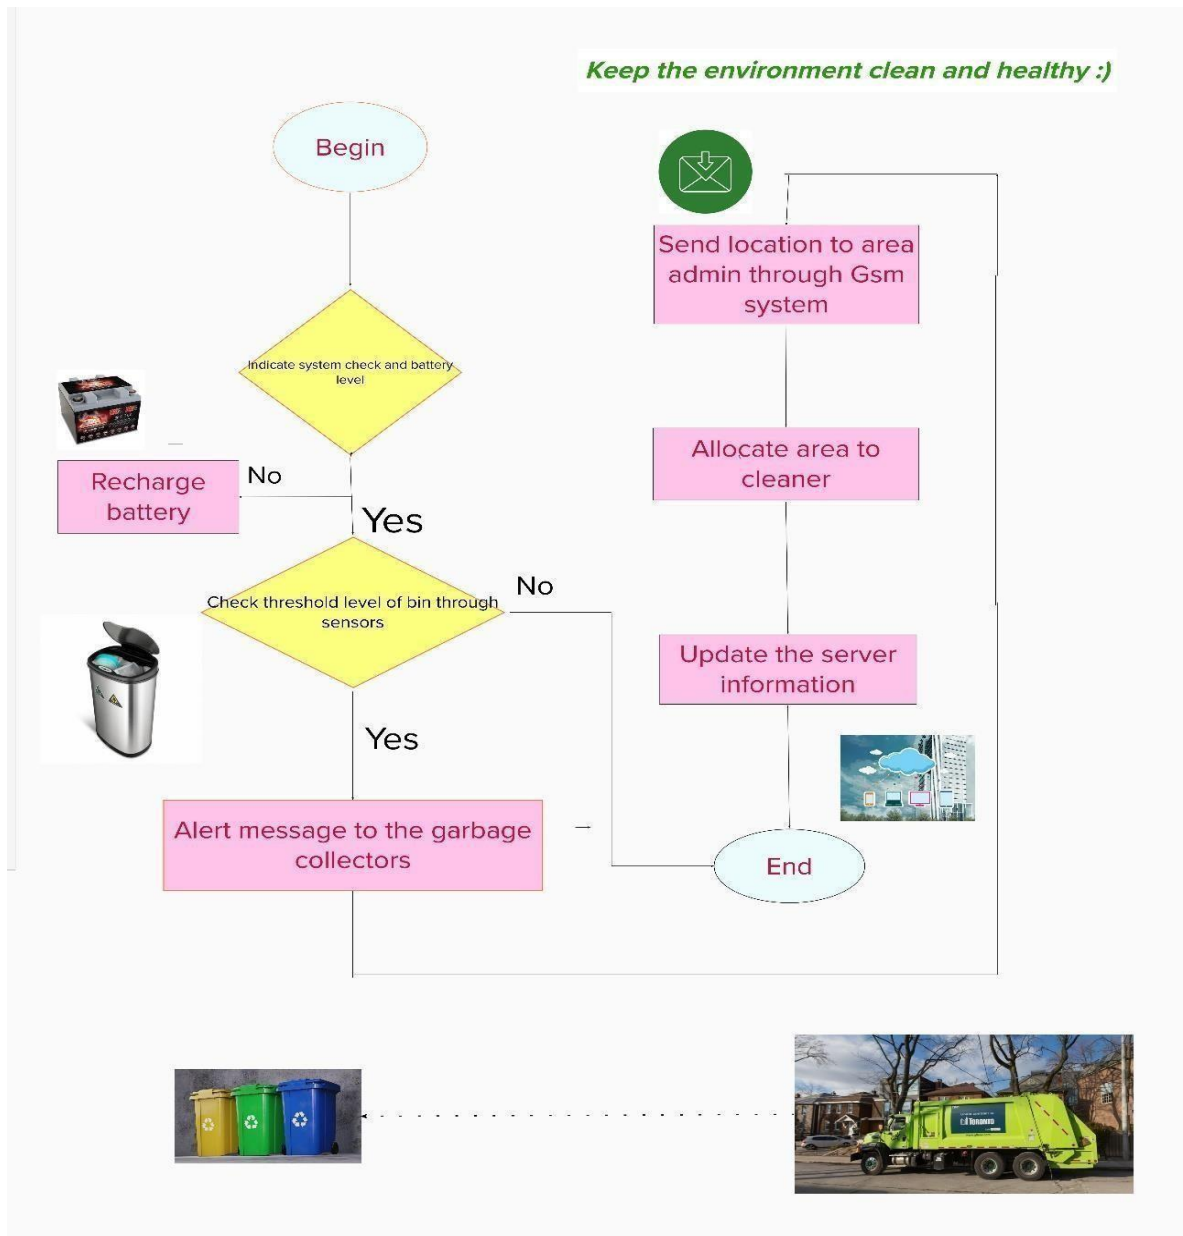 Keep the environment clean and healthy :)
Begin
Indicate system check and battery
level
No
Recharge
battery
Yes
Check threshold level of bin through
sensors
No
Yes
Alert message to the garbage
collectors
Send location to area
admin through Gsm
system
Allocate area to
cleaner
Update the server
information
End
TORONTO